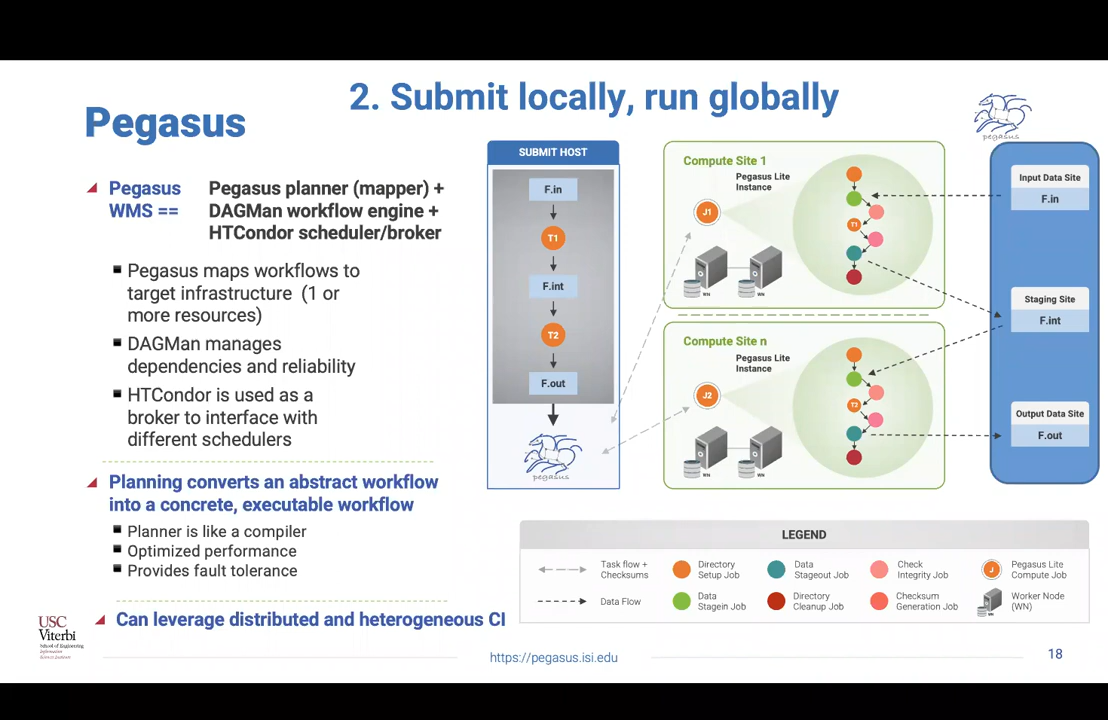 2. Submit locally, run globally
Pegasus
Pegasus WMS ==
Pegasus planner (mapper) +
DAGMan workflow engine +
HTCondor scheduler/broker
Pegasus maps workflows to
target infrastructure (1 or
more resources)
DAGMan manages
dependencies and reliability
HTCondor is used as a
broker to interface with
different schedulers
Planning converts an abstract workflow
into a concrete, executable workflow
Planner is like a compiler
Optimized performance
Provides fault tolerance
Can leverage distributed and heterogeneous CI
SUBMIT HOST
F.in
T1
F.int
T2
F.out
pegasus
Compute Site 1
Pegasus Lite
Instance
J1
T1
WN
WN
Compute Site n
Pegasus Lite
Instance
J2
T2
WN
WN
pegasus
Input Data Site
F.in
Staging Site
F.int
Output Data Site
F.out
LEGEND
Task flow +
Checksums
Directory
Setup Job
Data
Stageout Job
Check
Integrity Job
J
Pegasus Lite
Compute Job
Data Flow
Data
Stagein Job
Directory
Cleanup Job
Checksum
Generation Job
Worker Node
(WN)
USC
Viterbi
School of Engineering
Information
Sciences Institute
https://pegasus.isi.edu
18